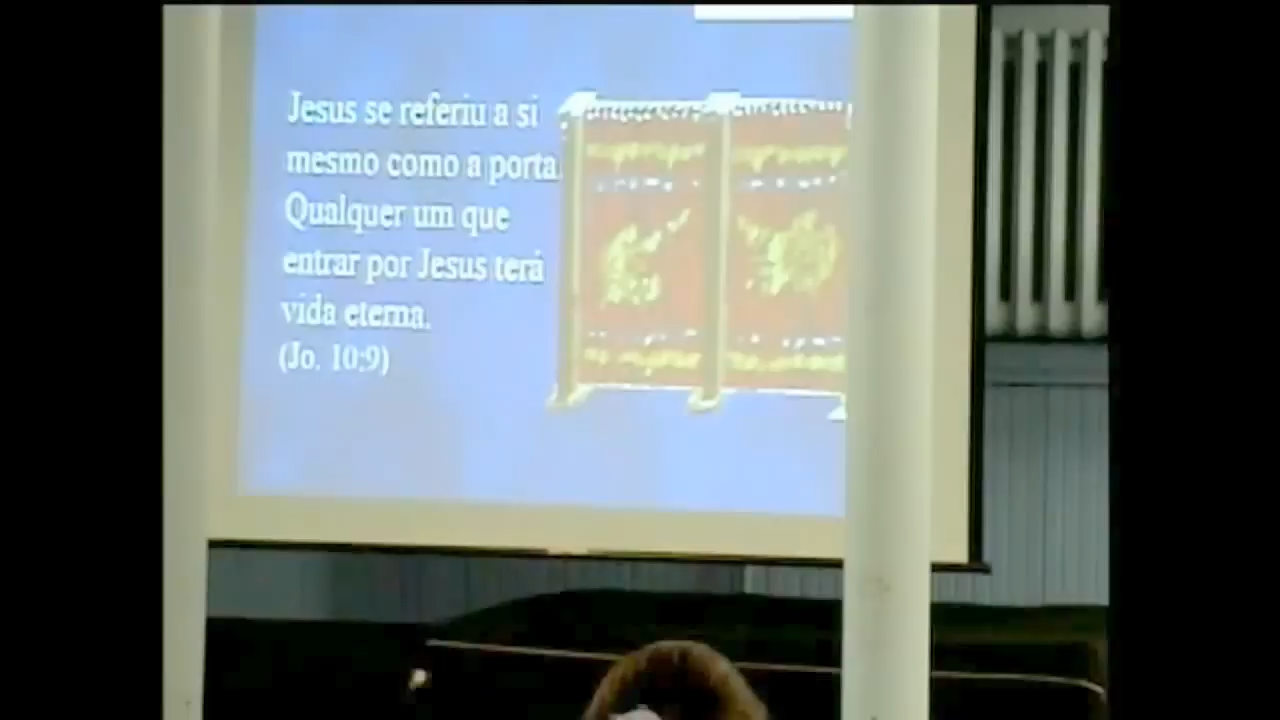 Jesus se referiu a si
mesmo como a porta.
Qualquer um que
entrar por Jesus terá
vida eterna.
(Jo. 10:9)